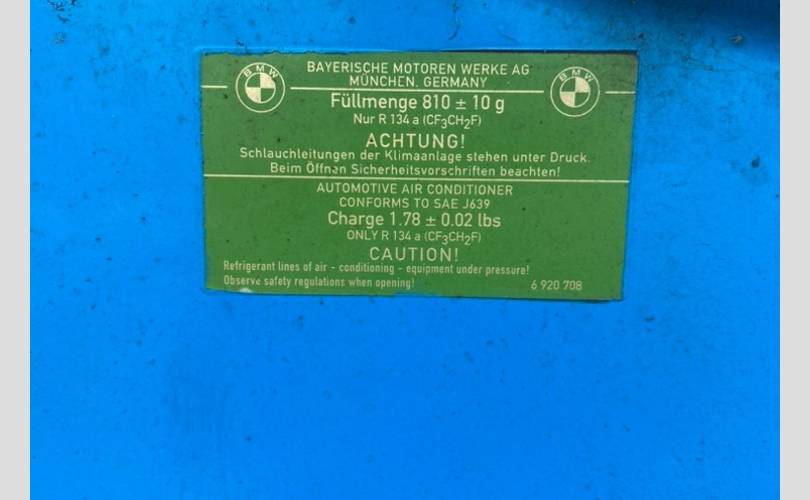 BMW
BMW
BAYERISCHE MOTOREN WERKE AG
MÜNCHEN, GERMANY
Füllmenge 810 ± 10 g
Nur R 134 a (CF₃CH₂F)
ACHTUNG!
Schlauchleitungen der Klimaanlage stehen unter Druck.
Beim Öffnen Sicherheitsvorschriften beachten!
AUTOMOTIVE AIR CONDITIONER
CONFORMS TO SAE J639
Charge 1.78 ± 0.02 lbs
ONLY R 134 a (CF₃CH₂F)
CAUTION!
Refrigerant lines of air - conditioning - equipment under pressure!
Observe safety regulations when opening!
6 920 708